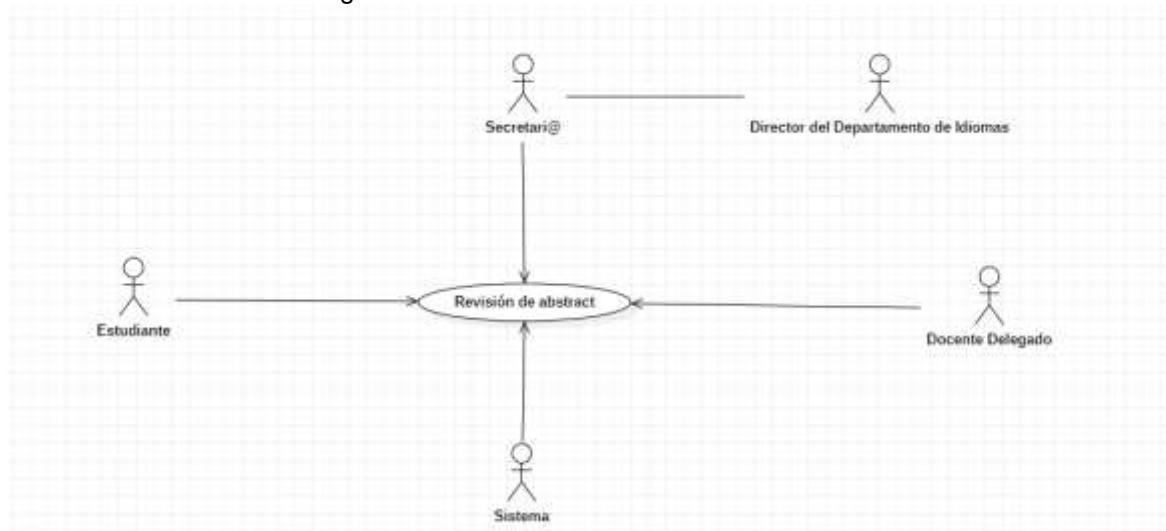 Secretari@
Director del Departamento de Idiomas
Revisión de abstract
Estudiante
Docente Delegado
Sistema